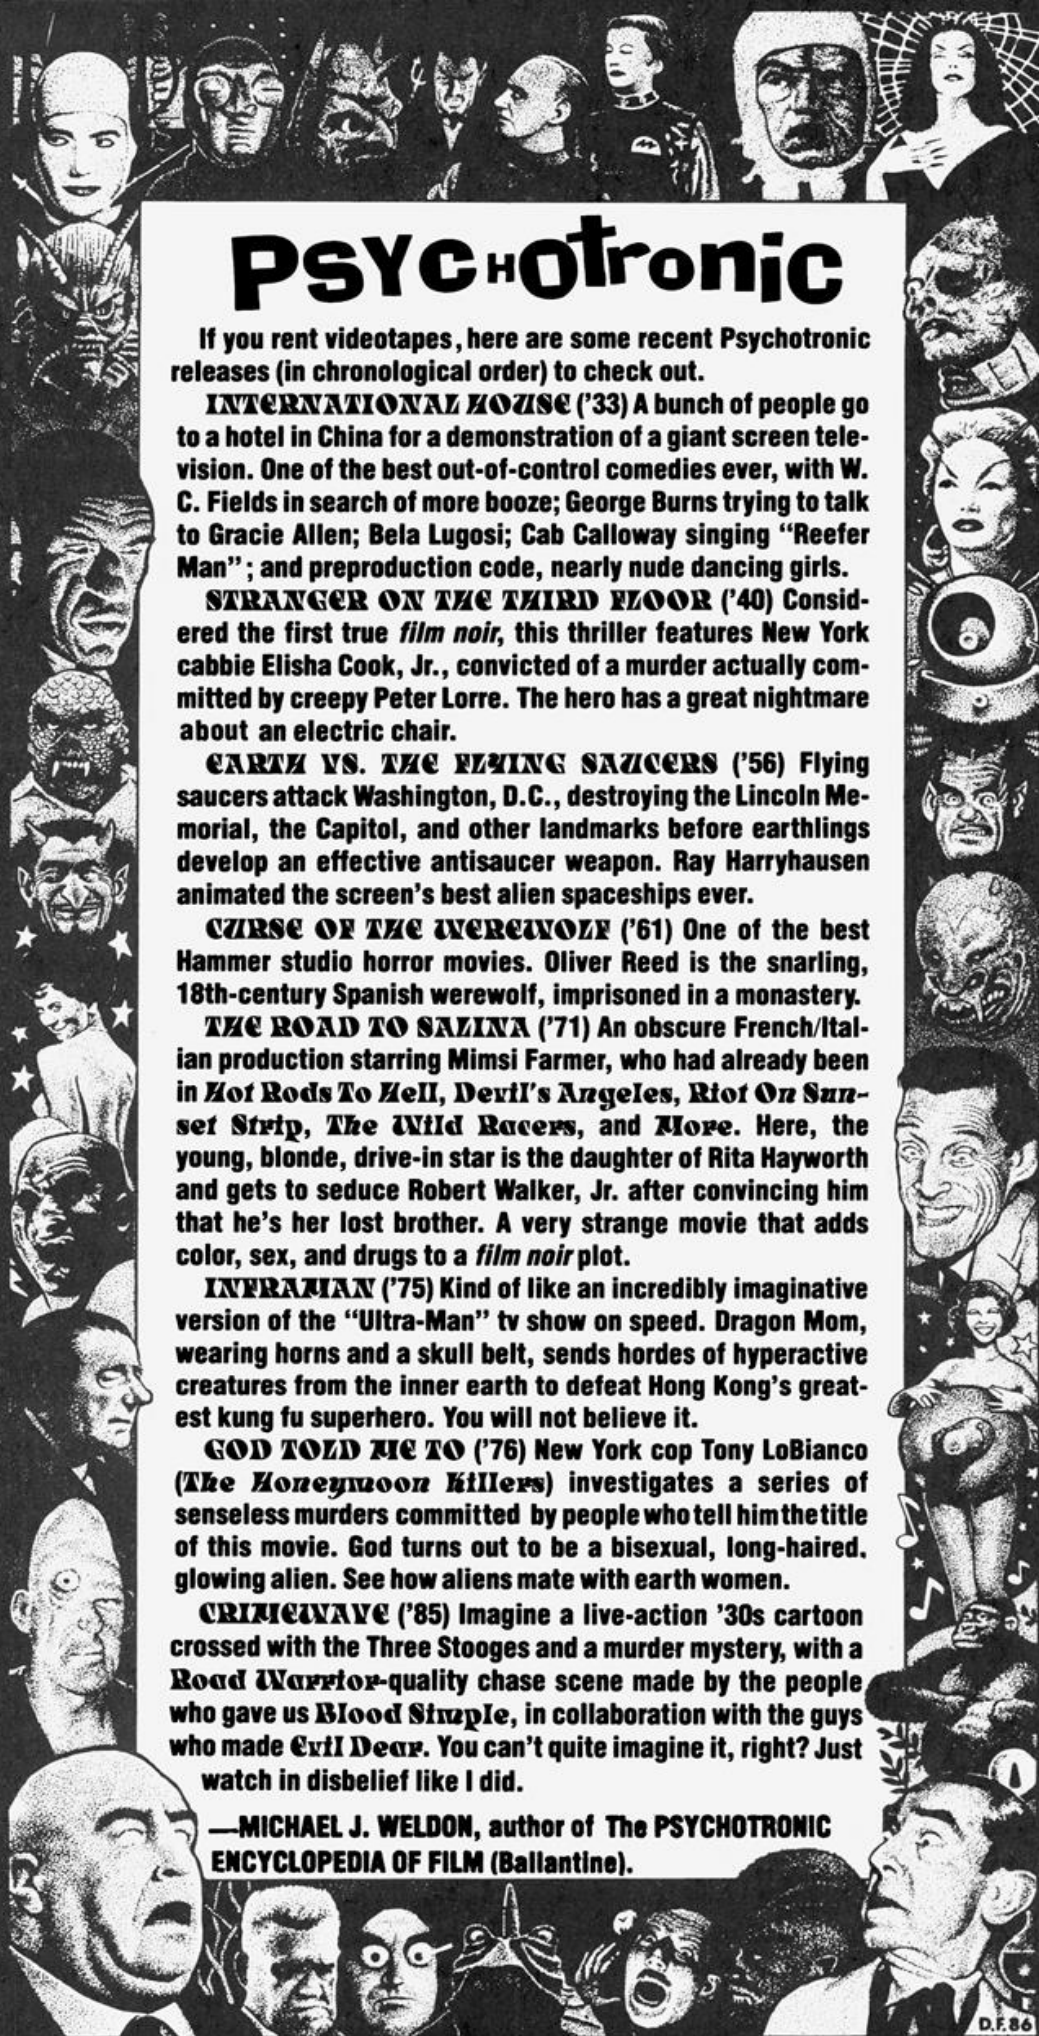 PSYCHOtronic
If you rent videotapes, here are some recent Psychotronic
releases (in chronological order) to check out.
INTERNATIONAL HOUSE ('33) A bunch of people go
to a hotel in China for a demonstration of a giant screen tele-
vision. One of the best out-of-control comedies ever, with W.
C. Fields in search of more booze; George Burns trying to talk
to Gracie Allen; Bela Lugosi; Cab Calloway singing "Reefer
Man"; and preproduction code, nearly nude dancing girls.
STRANGER ON THE THIRD FLOOR ('40) Consid-
ered the first true film noir, this thriller features New York
cabbie Elisha Cook, Jr., convicted of a murder actually com-
mitted by creepy Peter Lorre. The hero has a great nightmare
about an electric chair.
EARTH VS. THE FLYING SAUCERS ('56) Flying
saucers attack Washington, D.C., destroying the Lincoln Me-
morial, the Capitol, and other landmarks before earthlings
develop an effective antisaucer weapon. Ray Harryhausen
animated the screen's best alien spaceships ever.
CURSE OF THE WEREWOLF ('61) One of the best
Hammer studio horror movies. Oliver Reed is the snarling,
18th-century Spanish werewolf, imprisoned in a monastery.
THE ROAD TO SALINA ('71) An obscure French/Ital-
ian production starring Mimsi Farmer, who had already been
in Hot Rods To Hell, Devil's Angeles, Riot On Sun-
set Strip, The Wild Racers, and More. Here, the
young, blonde, drive-in star is the daughter of Rita Hayworth
and gets to seduce Robert Walker, Jr. after convincing him
that he's her lost brother. A very strange movie that adds
color, sex, and drugs to a film noir plot.
INFRAMAN ('75) Kind of like an incredibly imaginative
version of the "Ultra-Man" tv show on speed. Dragon Mom,
wearing horns and a skull belt, sends hordes of hyperactive
creatures from the inner earth to defeat Hong Kong's great-
est kung fu superhero. You will not believe it.
GOD TOLD ME TO ('76) New York cop Tony LoBianco
(The Honeymoon Killers) investigates a series of
senseless murders committed by people who tell him the title
of this movie. God turns out to be a bisexual, long-haired,
glowing alien. See how aliens mate with earth women.
CRIMEWAVE ('85) Imagine a live-action '30s cartoon
crossed with the Three Stooges and a murder mystery, with a
Road Warrior-quality chase scene made by the people
who gave us Blood Simple, in collaboration with the guys
who made Evil Dear. You can't quite imagine it, right? Just
watch in disbelief like I did.
—MICHAEL J. WELDON, author of The PSYCHOTRONIC
ENCYCLOPEDIA OF FILM (Ballantine).
D.F. 86